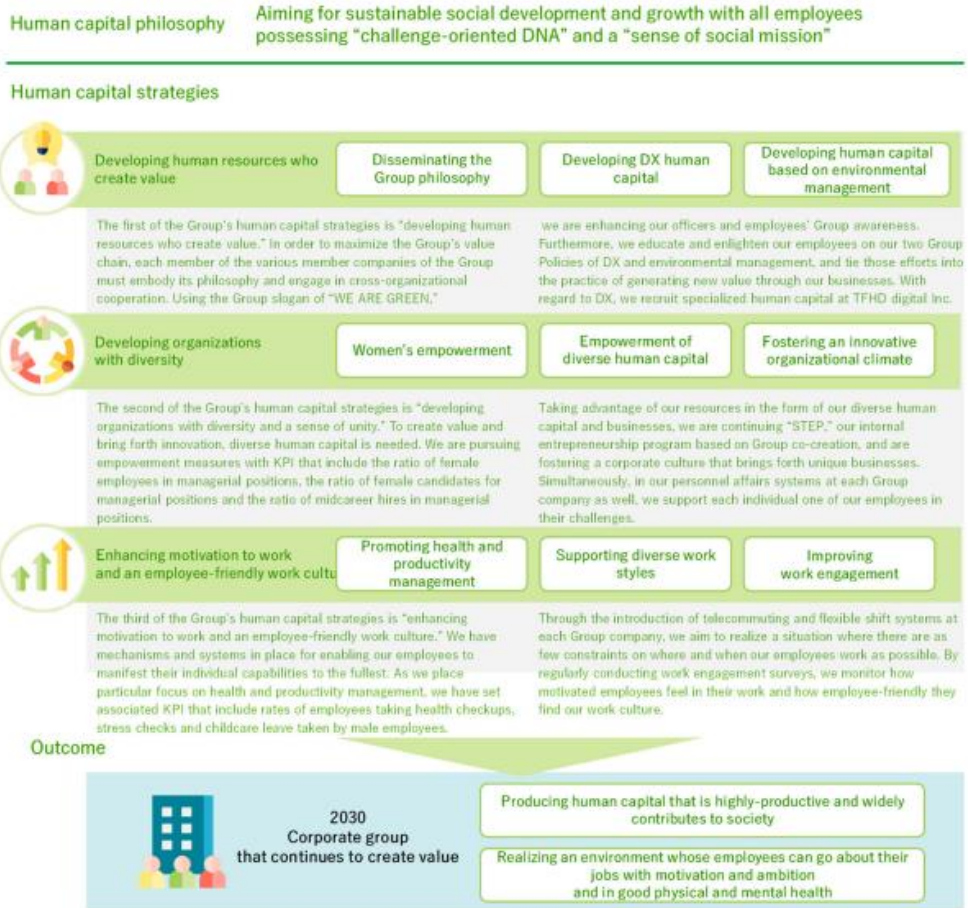 Human capital philosophy
Aiming for sustainable social development and growth with all employees
possessing “challenge-oriented DNA” and a “sense of social mission”
Human capital strategies
Developing human resources who
create value
Disseminating the
Group philosophy
Developing DX human
capital
Developing human capital
based on environmental
management
The first of the Group's human capital strategies is “developing human
resources who create value.” In order to maximize the Group's value
chain, each member of the various member companies of the Group
must embody its philosophy and engage in cross-organizational
cooperation. Using the Group slogan of “WE ARE GREEN,”
we are enhancing our officers and employees' Group awareness.
Furthermore, we educate and enlighten our employees on our two Group
Policies of DX and environmental management, and tie those efforts into
the practice of generating new value through our businesses. With
regard to DX, we recruit specialized human capital at TFHD digital Inc.
Developing organizations
with diversity
Women's empowerment
Empowerment of
diverse human capital
Fostering an innovative
organizational climate
The second of the Group's human capital strategies is “developing
organizations with diversity and a sense of unity.” To create value and
bring forth innovation, diverse human capital is needed. We are pursuing
empowerment measures with KPI that include the ratio of female
employees in managerial positions, the ratio of female candidates for
managerial positions and the ratio of midcareer hires in managerial
positions.
Taking advantage of our resources in the form of our diverse human
capital and businesses, we are continuing “STEP,” our internal
entrepreneurship program based on Group co-creation, and are
fostering a corporate culture that brings forth unique businesses.
Simultaneously, in our personnel affairs systems at each Group
company as well, we support each individual one of our employees in
their challenges.
Enhancing motivation to work
and an employee-friendly work cultu
Promoting health and
productivity
management
Supporting diverse work
styles
Improving
work engagement
The third of the Group's human capital strategies is “enhancing
motivation to work and an employee-friendly work culture.” We have
mechanisms and systems in place for enabling our employees to
manifest their individual capabilities to the fullest. As we place
particular focus on health and productivity management, we have set
associated KPI that include rates of employees taking health checkups,
stress checks and childcare leave taken by male employees.
Through the introduction of telecommuting and flexible shift systems at
each Group company, we aim to realize a situation where there are as
few constraints on where and when our employees work as possible. By
regularly conducting work engagement surveys, we monitor how
motivated employees feel in their work and how employee-friendly they
find our work culture.
Outcome
2030
Corporate group
that continues to create value
Producing human capital that is highly-productive and widely
contributes to society
Realizing an environment whose employees can go about their
jobs with motivation and ambition
and in good physical and mental health